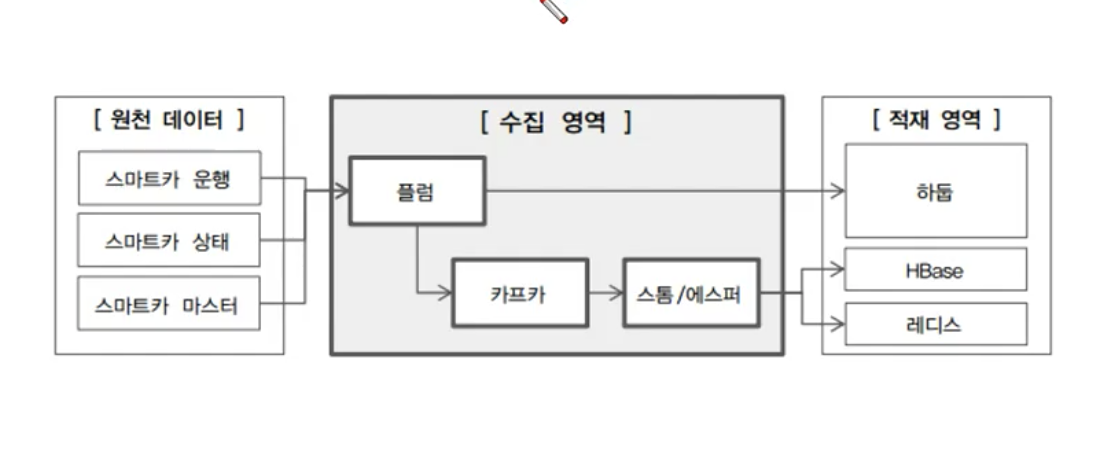 [ 원천 데이터 ]
스마트카 운행
스마트카 상태
스마트카 마스터
[ 수집 영역 ]
플럼
카프카
스톰/에스퍼
[ 적재 영역 ]
하둡
HBase
레디스